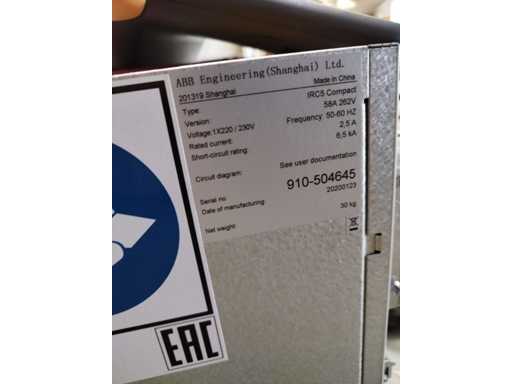 ABB Engineering(Shanghai) Ltd.
201319 Shanghai Made in China
Type: IRC5 Compact
Version: 58A 262V
Voltage:1X220 / 230V Frequency: 50-60 HZ
Rated current: 2,5 A
Short-circuit rating: 6,5 kA
Circuit diagram: See user documentation
Serial no 910-504645
Date of manufacturing: 20200123
Net weight: 30 kg
EAC